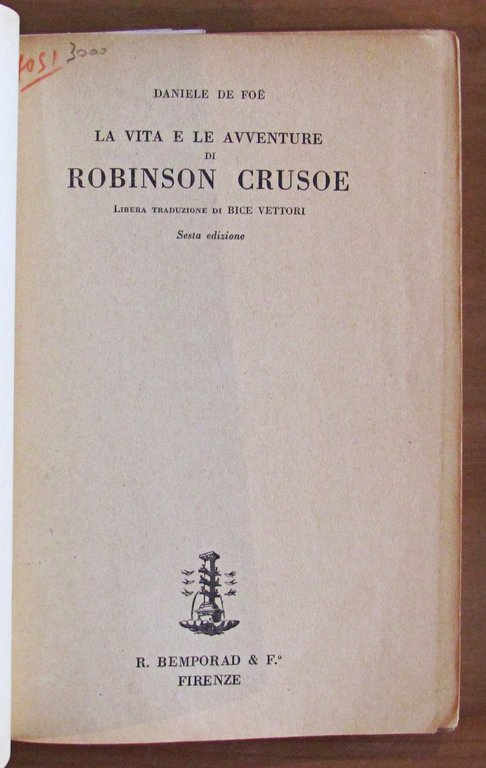 3000
DANIELE DE FOË
LA VITA E LE AVVENTURE
DI
ROBINSON CRUSOE
LIBERA TRADUZIONE DI BICE VETTORI
Sesta edizione
R. BEMPORAD & F.º
FIRENZE